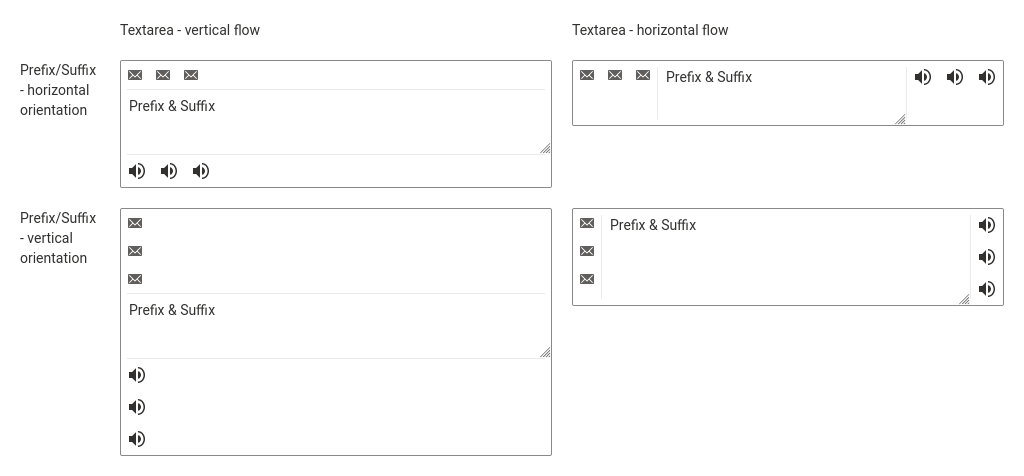 Textarea - vertical flow
Textarea - horizontal flow
Prefix/Suffix
- horizontal
orientation
Prefix & Suffix
Prefix & Suffix
Prefix/Suffix
- vertical
orientation
Prefix & Suffix
Prefix & Suffix